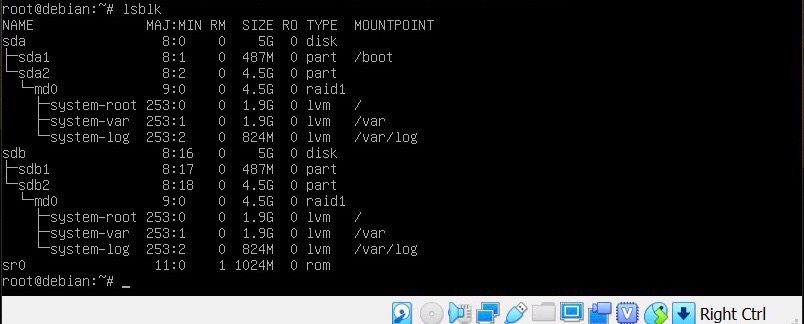 root@debian:~# lsblk
NAME              MAJ:MIN RM  SIZE RO TYPE  MOUNTPOINT
sda                 8:0    0    5G  0 disk
├─sda1              8:1    0  487M  0 part  /boot
└─sda2              8:2    0  4.5G  0 part
  └─md0             9:0    0  4.5G  0 raid1
    ├─system-root 253:0    0  1.9G  0 lvm   /
    ├─system-var  253:1    0  1.9G  0 lvm   /var
    └─system-log  253:2    0  824M  0 lvm   /var/log
sdb                 8:16   0    5G  0 disk
├─sdb1              8:17   0  487M  0 part
└─sdb2              8:18   0  4.5G  0 part
  └─md0             9:0    0  4.5G  0 raid1
    ├─system-root 253:0    0  1.9G  0 lvm   /
    ├─system-var  253:1    0  1.9G  0 lvm   /var
    └─system-log  253:2    0  824M  0 lvm   /var/log
sr0                11:0    1 1024M  0 rom
root@debian:~# _
V
Right Ctrl